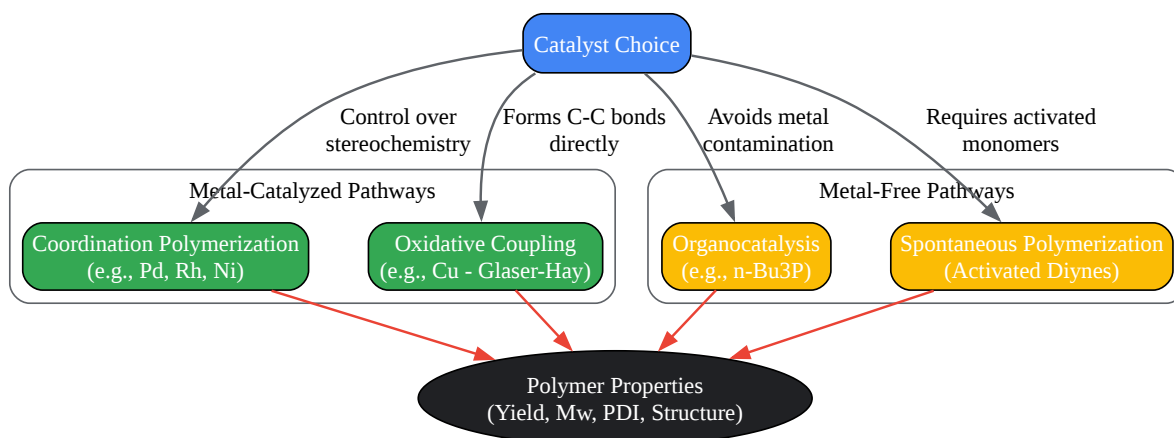 Catalyst Choice
Control over
stereochemistry
Forms C-C bonds
directly
Avoids metal
contamination
Requires activated
monomers
Metal-Catalyzed Pathways
Metal-Free Pathways
Coordination Polymerization
(e.g., Pd, Rh, Ni)
Oxidative Coupling
(e.g., Cu - Glaser-Hay)
Organocatalysis
(e.g., n-Bu3P)
Spontaneous Polymerization
(Activated Diynes)
Polymer Properties
(Yield, Mw, PDI, Structure)